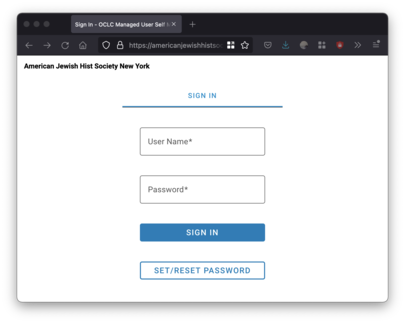 Sign In - OCLC Managed User Self
https://americanjewishhistso
American Jewish Hist Society New York
SIGN IN
User Name*
Password*
SIGN IN
SET/RESET PASSWORD